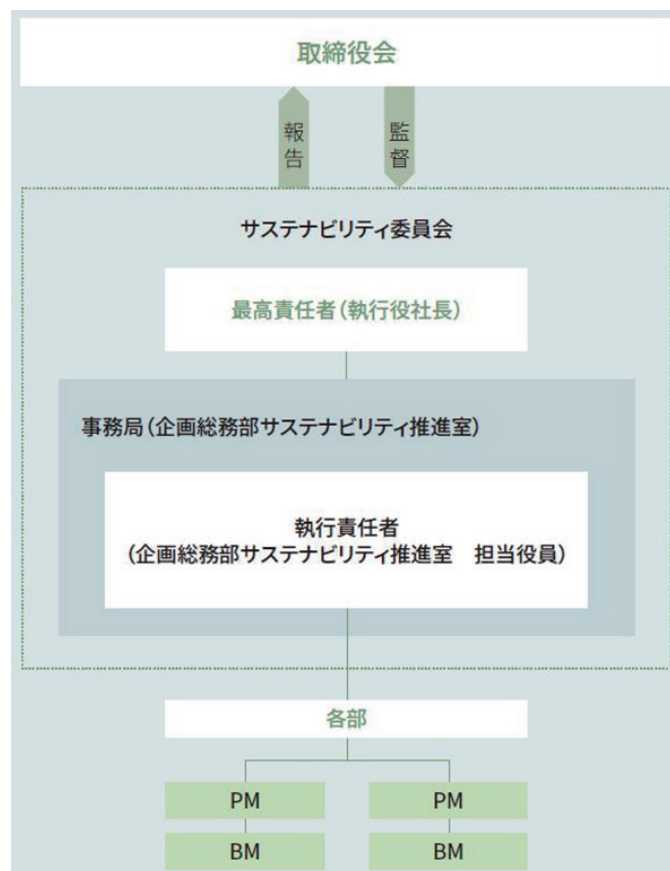 取締役会
報告
監督
サステナビリティ委員会
最高責任者(執行役社長)
事務局(企画総務部サステナビリティ推進室)
執行責任者
(企画総務部サステナビリティ推進室　担当役員)
各部
PM
PM
BM
BM